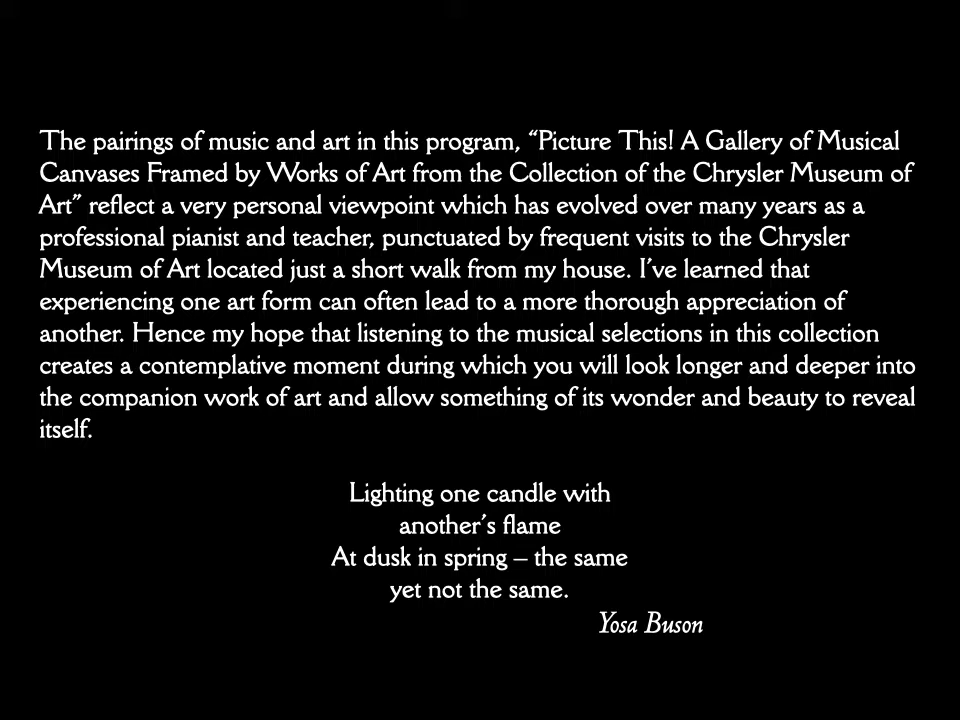 The pairings of music and art in this program, “Picture This! A Gallery of Musical
Canvases Framed by Works of Art from the Collection of the Chrysler Museum of
Art” reflect a very personal viewpoint which has evolved over many years as a
professional pianist and teacher, punctuated by frequent visits to the Chrysler
Museum of Art located just a short walk from my house. I’ve learned that
experiencing one art form can often lead to a more thorough appreciation of
another. Hence my hope that listening to the musical selections in this collection
creates a contemplative moment during which you will look longer and deeper into
the companion work of art and allow something of its wonder and beauty to reveal
itself.
Lighting one candle with
another’s flame
At dusk in spring – the same
yet not the same.
Yosa Buson